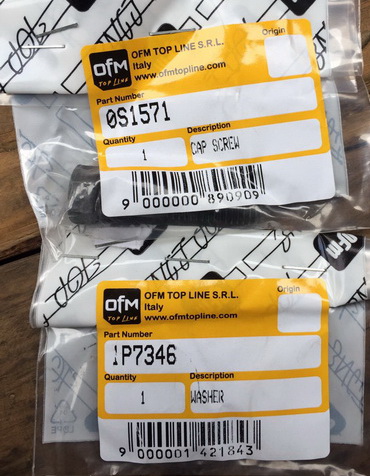 OFM TOP LINE S.R.L.
Italy
www.ofmtopline.com
Origin
OFM
TOP LINE
Part Number
0S1571
Quantity
Description
1
CAP SCREW
9 000000 890909
OFM TOP LINE S.R.L.
Italy
www.ofmtopline.com
Origin
OFM
TOP LINE
Part Number
1P7346
Quantity
Description
1
WASHER
9 000001 421843
LDPE